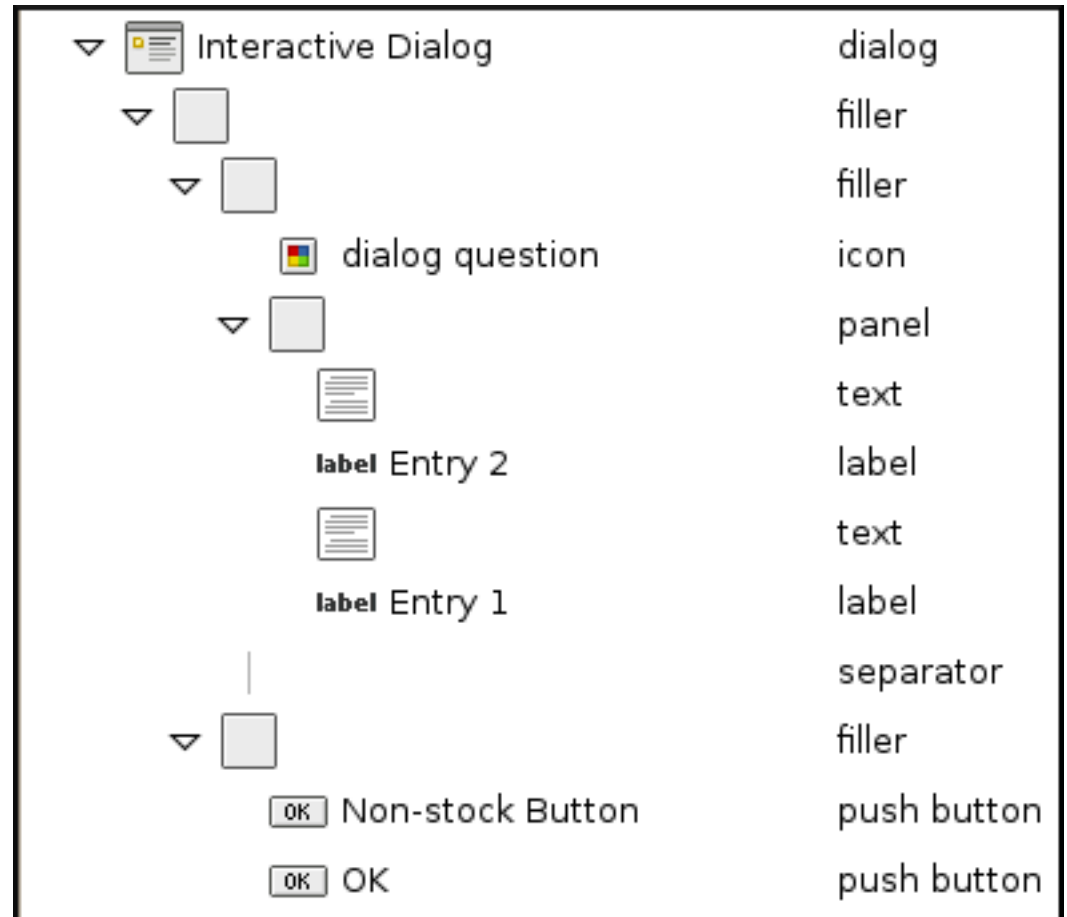 Interactive Dialog dialog
filler
filler
dialog question icon
panel
text
label Entry 2 label
text
label Entry 1 label
separator
filler
OK Non-stock Button push button
OK OK push button